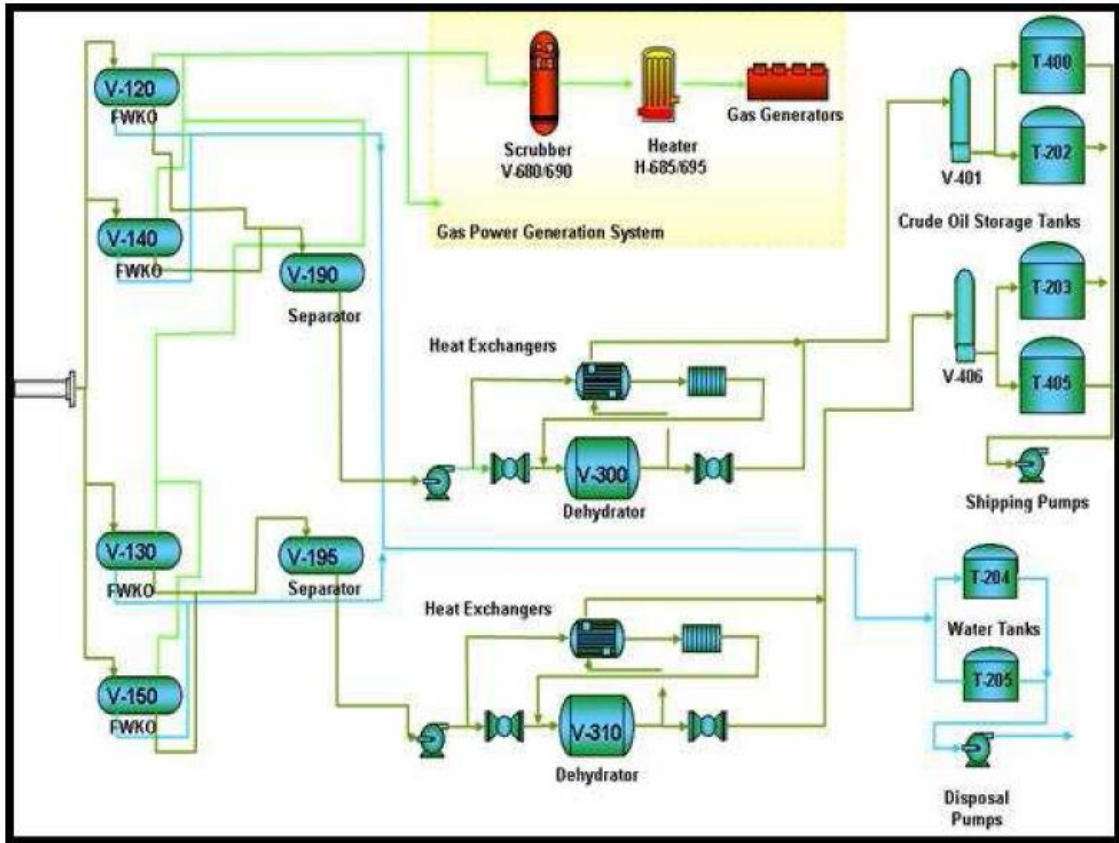 V-120
FWKO
V-140
FWKO
V-190
Separator
Scrubber
V-680/690
Heater
H-685/695
Gas Generators
Gas Power Generation System
V-401
T-400
T-202
Crude Oil Storage Tanks
V-406
T-203
T-405
Shipping Pumps
Heat Exchangers
V-300
Dehydrator
V-130
FWKO
V-195
Separator
V-150
FWKO
Heat Exchangers
V-310
Dehydrator
T-204
Water Tanks
T-205
Disposal
Pumps